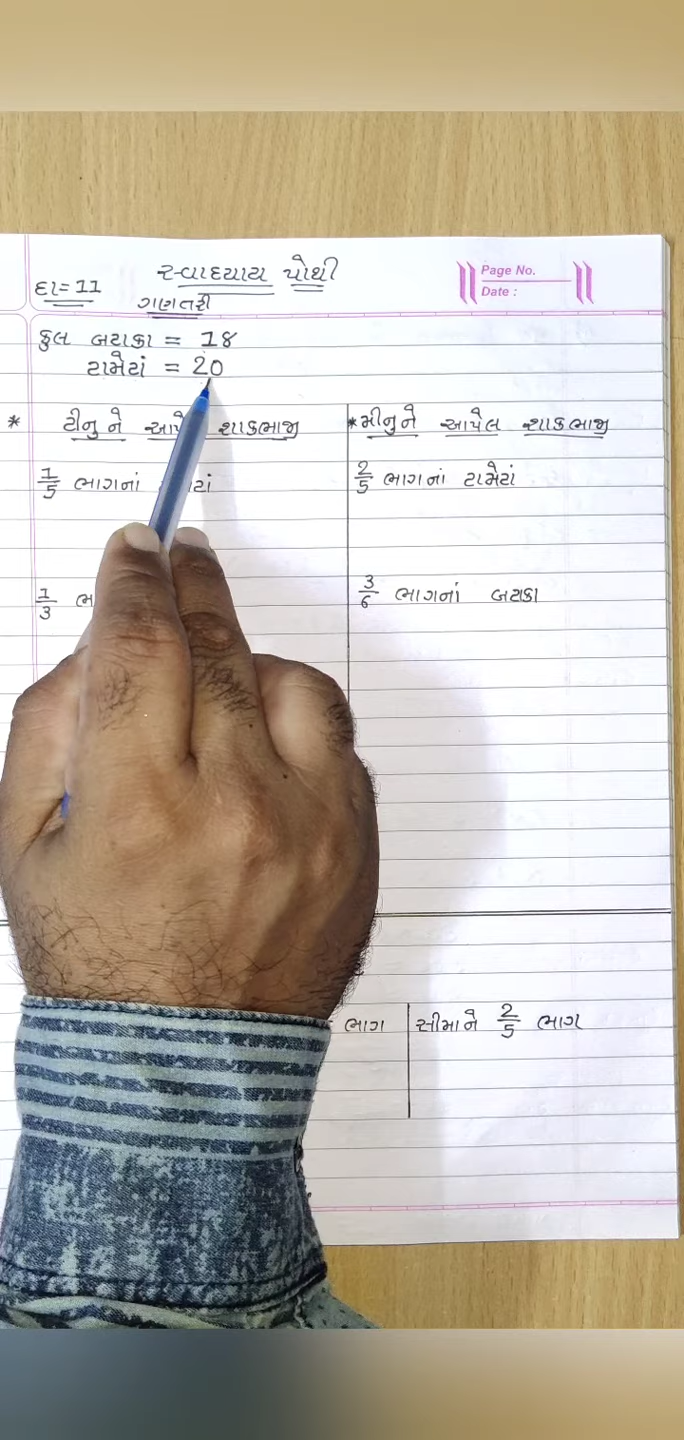 સ્વાધ્યાય પોથી
Page No.
Date :
દા=11
ગણતરી
કુલ બટાકા = 18
ટામેટાં = 20
* ટીનુ ને આપેલ શાકભાજી
1/5 ભાગનાં
1/3
* મીનુ ને આપેલ શાકભાજી
2/5 ભાગનાં ટામેટાં
3/6 ભાગનાં બટાકા
ભાગ
સીમાને 2/5 ભાગ